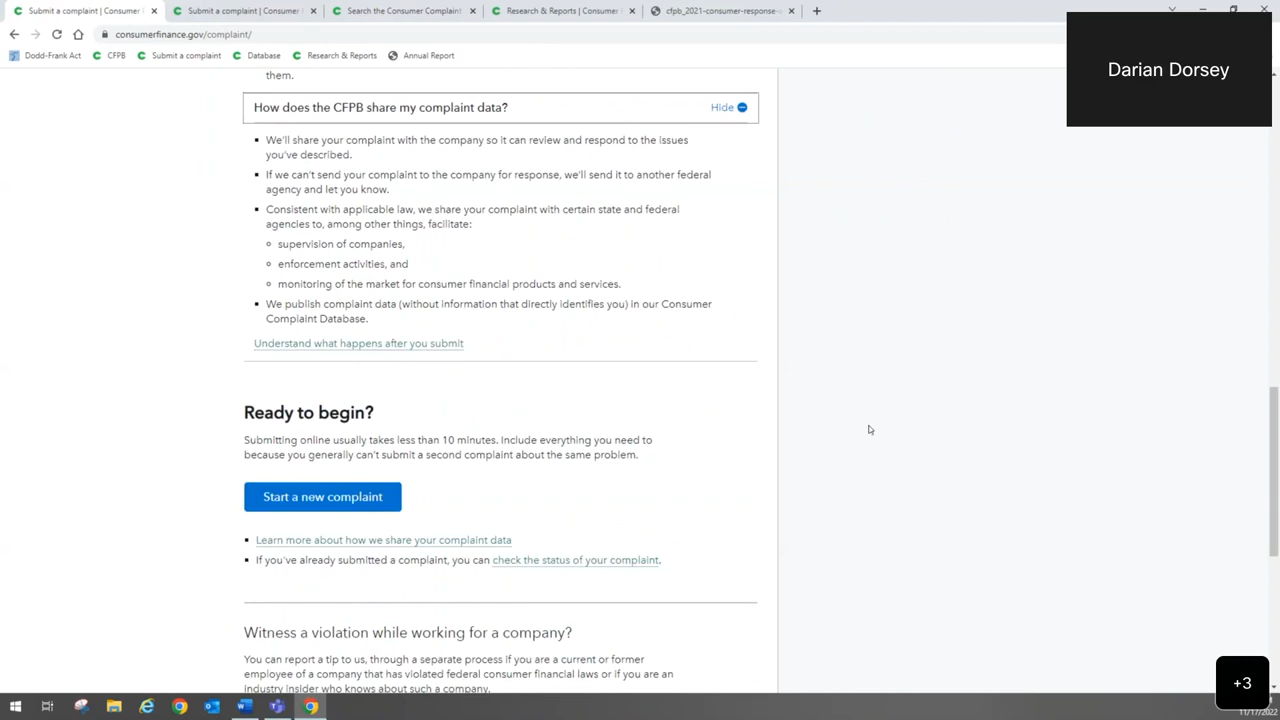 Submit a complaint | Consumer F
Submit a complaint | Consumer F
Search the Consumer Complaint
Research & Reports | Consumer
cfpb_2021-consumer-response-
consumerfinance.gov/complaint/
Darian Dorsey
Dodd-Frank Act
CFPB
Submit a complaint
Database
Research & Reports
Annual Report
them.
How does the CFPB share my complaint data?
Hide
We'll share your complaint with the company so it can review and respond to the issues
you've described.
If we can't send your complaint to the company for response, we'll send it to another federal
agency and let you know.
Consistent with applicable law, we share your complaint with certain state and federal
agencies to, among other things, facilitate:
supervision of companies,
enforcement activities, and
monitoring of the market for consumer financial products and services.
We publish complaint data (without information that directly identifies you) in our Consumer
Complaint Database.
Understand what happens after you submit
Ready to begin?
Submitting online usually takes less than 10 minutes. Include everything you need to
because you generally can't submit a second complaint about the same problem.
Start a new complaint
Learn more about how we share your complaint data
If you've already submitted a complaint, you can check the status of your complaint.
Witness a violation while working for a company?
You can report a tip to us, through a separate process if you are a current or former
employee of a company that has violated federal consumer financial laws or if you are an
Industry Insider who knows about such a company.
+3
11/17/2022